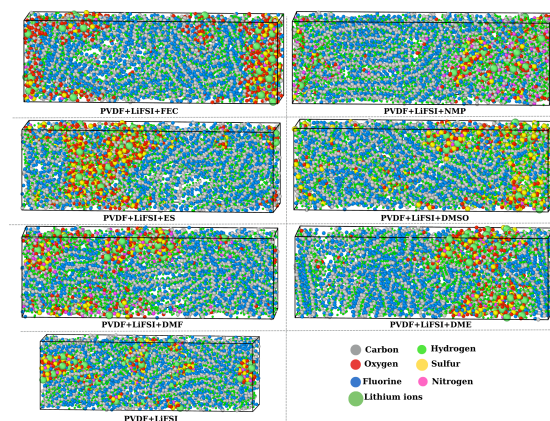 PVDF+LiFSI+FEC
PVDF+LiFSI+NMP
PVDF+LiFSI+ES
PVDF+LiFSI+DMSO
PVDF+LiFSI+DMF
PVDF+LiFSI+DME
PVDF+LiFSI
Carbon
Hydrogen
Oxygen
Sulfur
Fluorine
Nitrogen
Lithium ions